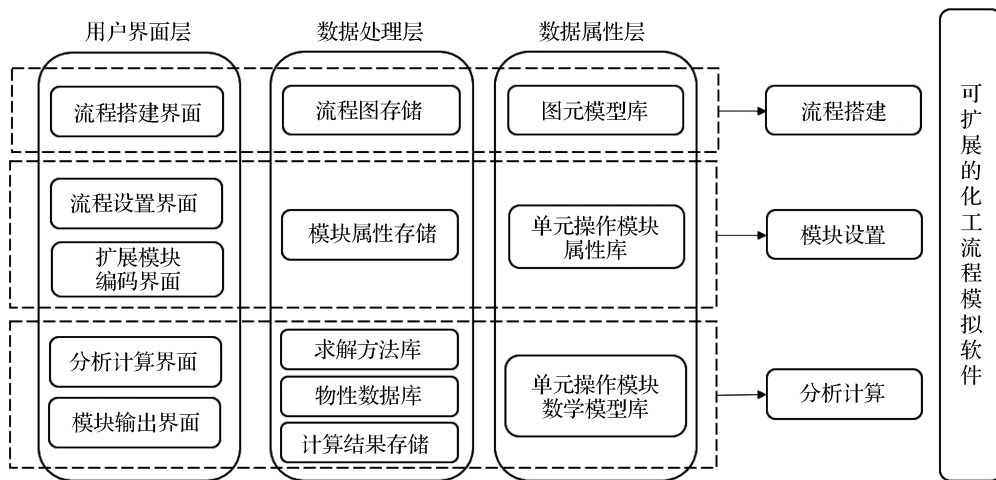 用户界面层
数据处理层
数据属性层
流程搭建界面
流程图存储
图元模型库
流程搭建
流程设置界面
扩展模块
编码界面
模块属性存储
单元操作模块
属性库
模块设置
分析计算界面
模块输出界面
求解方法库
物性数据库
计算结果存储
单元操作模块
数学模型库
分析计算
可扩展的化工流程模拟软件